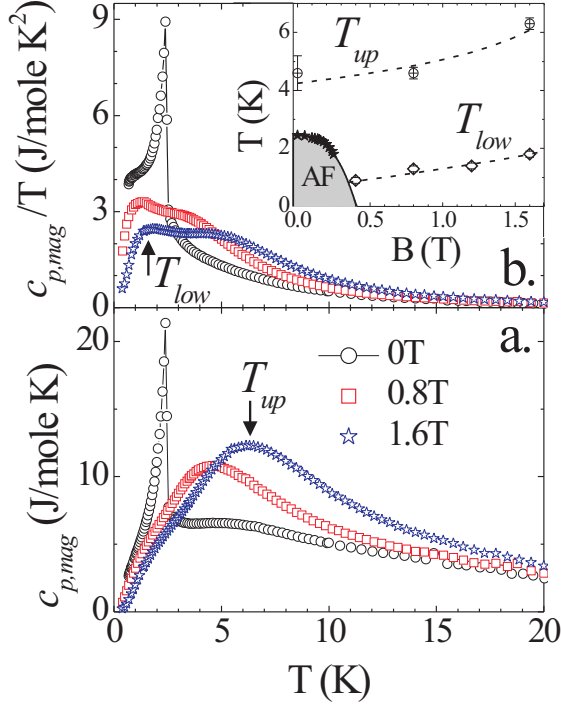 c_{p,mag}/T (J/mole K^2)
9
6
3
0
T (K)
6
4
2
0
T_{up}
T_{low}
AF
0.0 0.4 0.8 1.2 1.6
B (T)
T_{low}
b.
c_{p,mag} (J/mole K)
20
10
0
a.
0T
0.8T
1.6T
T_{up}
0 5 10 15 20
T (K)